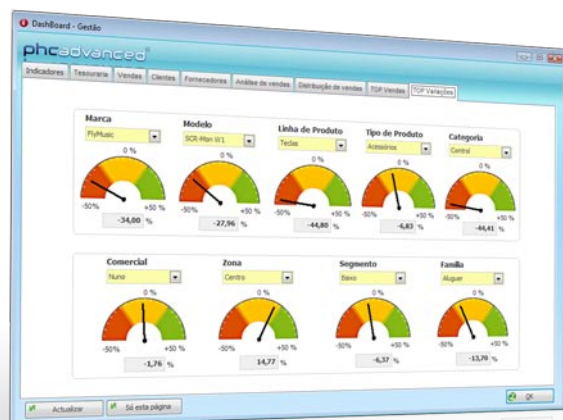 DashBoard - Gestão
phcadvanced
Indicadores Tesouraria Vendas Clientes Fornecedores Análise de vendas Distribuição de vendas TOP Vendas TOP Variações
Marca Modelo Linha de Produto Tipo de Produto Categoria
FlyMusic SCR-Mon W1 Teclas Acessórios Control
0 % 0 % 0 % 0 % 0 %
-50% +50 % -50% +50 % -50% +50 % -50% +50 % -50% +50 %
-34,00 % -27,96 % -44,80 % -6,83 % -44,41 %
Comercial Zona Segmento Família
Nuno Centro Baixo Aluguer
0 % 0 % 0 % 0 %
-50% +50 % -50% +50 % -50% +50 % -50% +50 %
-1,76 % 14,77 % -6,37 % -13,70 %
Actualizar Só esta página OK